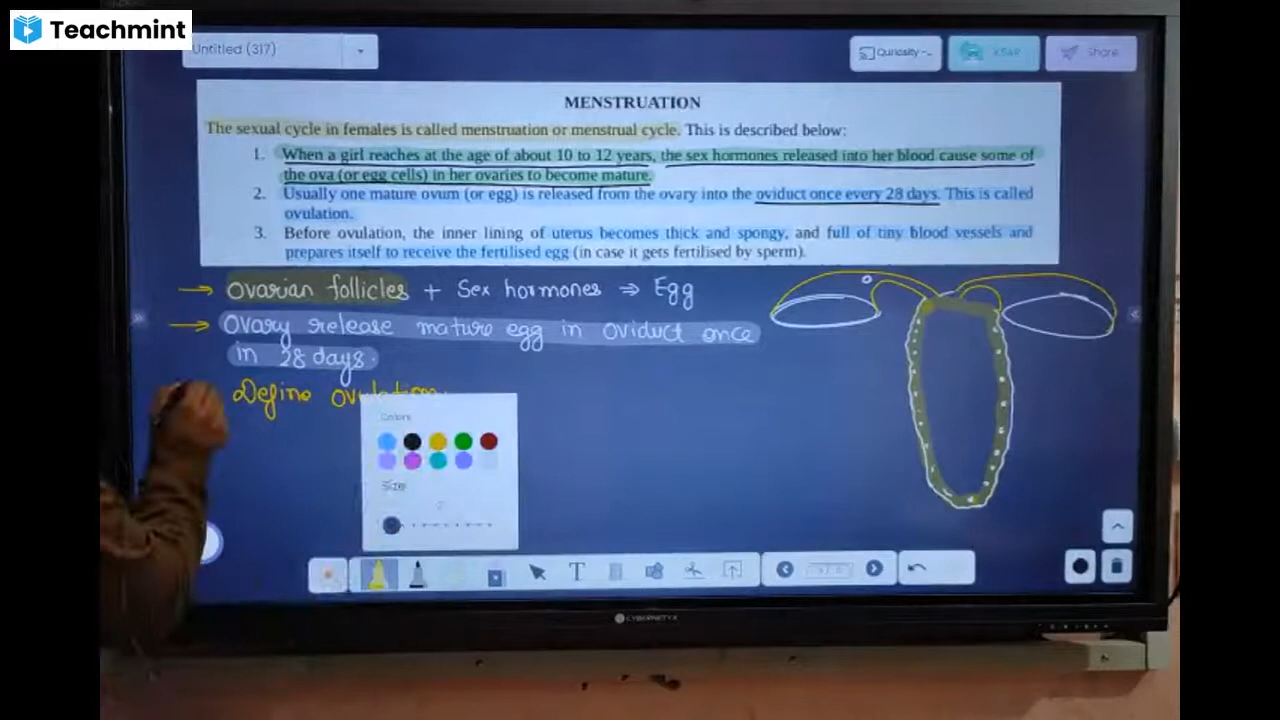 Teachmint
Untitled (317)
Quriosity -..
Share
MENSTRUATION
The sexual cycle in females is called menstruation or menstrual cycle. This is described below:
1. When a girl reaches at the age of about 10 to 12 years, the sex hormones released into her blood cause some of
the ova (or egg cells) in her ovaries to become mature.
2. Usually one mature ovum (or egg) is released from the ovary into the oviduct once every 28 days. This is called
ovulation.
3. Before ovulation, the inner lining of uterus becomes thick and spongy, and full of tiny blood vessels and
prepares itself to receive the fertilised egg (in case it gets fertilised by sperm).
→ Ovarian follicles + Sex hormones ⇒ Egg
→ Ovary release mature egg in oviduct once
in 28 days.
Define ovulation.
Colors
Size
2
T
CYBERNETYX